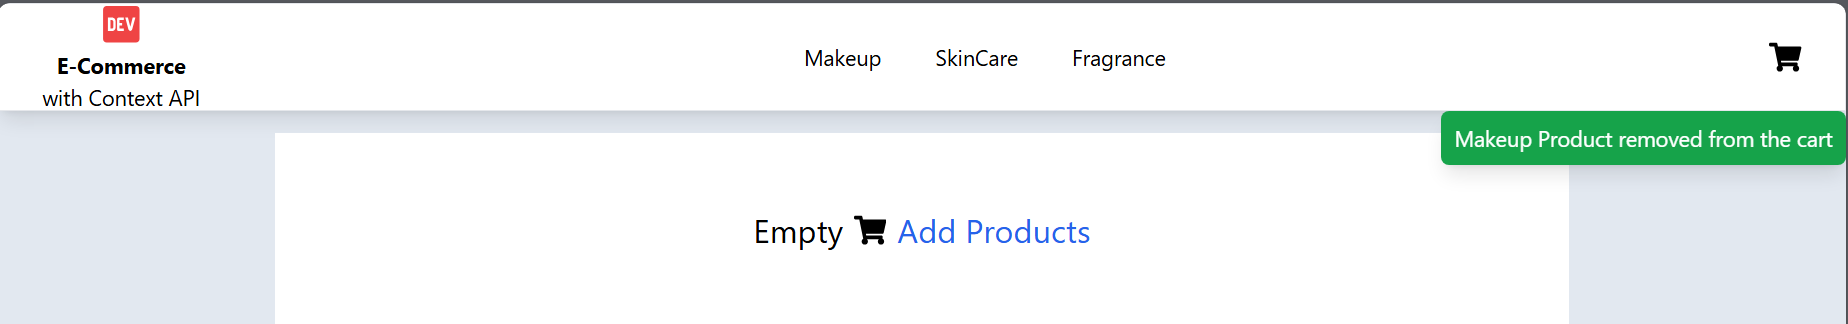 DEV
E-Commerce
with Context API
Makeup SkinCare Fragrance
Makeup Product removed from the cart
Empty Add Products